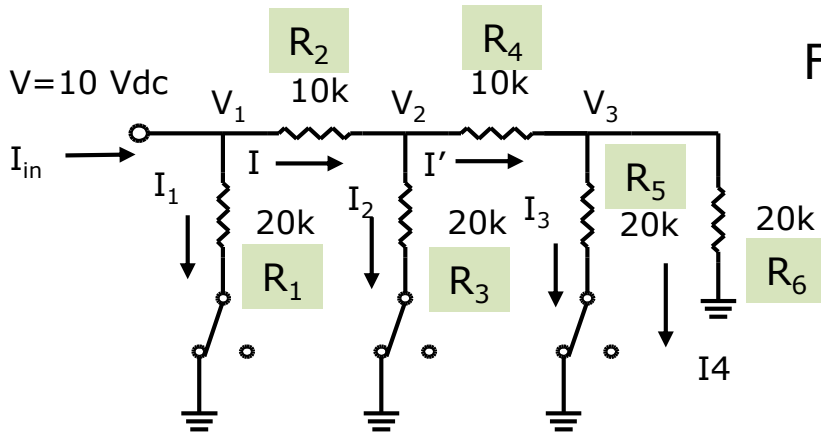 R₂
R₄
F
V=10 Vdc
10k
10k
V₁
V₂
V₃
I_in
I₁
I
I₂
I′
I₃
R₅
20k
20k
20k
20k
R₁
R₃
R₆
I4